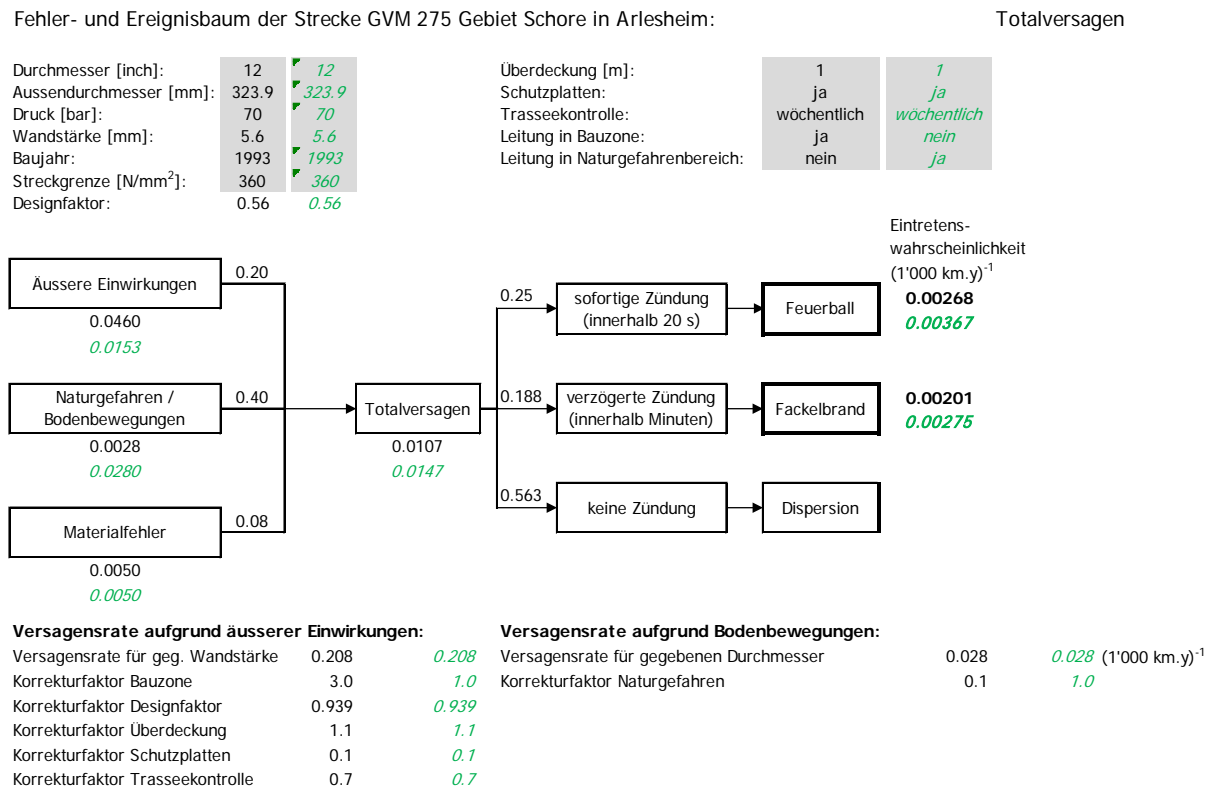 Fehler- und Ereignisbaum der Strecke GVM 275 Gebiet Schore in Arlesheim: Totalversagen
Durchmesser [inch]: 12 12
Aussendurchmesser [mm]: 323.9 323.9
Druck [bar]: 70 70
Wandstärke [mm]: 5.6 5.6
Baujahr: 1993 1993
Streckgrenze [N/mm²]: 360 360
Designfaktor: 0.56 0.56
Überdeckung [m]: 1 1
Schutzplatten: ja ja
Trasseekontrolle: wöchentlich wöchentlich
Leitung in Bauzone: ja nein
Leitung in Naturgefahrenbereich: nein ja
Eintretens-
wahrscheinlichkeit
(1'000 km.y)⁻¹
Äussere Einwirkungen
0.20
0.0460
0.0153
Naturgefahren /
Bodenbewegungen
0.40
0.0028
0.0280
Materialfehler
0.08
0.0050
0.0050
Totalversagen
0.0107
0.0147
0.25
sofortige Zündung
(innerhalb 20 s)
Feuerball
0.00268
0.00367
0.188
verzögerte Zündung
(innerhalb Minuten)
Fackelbrand
0.00201
0.00275
0.563
keine Zündung
Dispersion
Versagensrate aufgrund äusserer Einwirkungen:
Versagensrate für geg. Wandstärke 0.208 0.208
Korrekturfaktor Bauzone 3.0 1.0
Korrekturfaktor Designfaktor 0.939 0.939
Korrekturfaktor Überdeckung 1.1 1.1
Korrekturfaktor Schutzplatten 0.1 0.1
Korrekturfaktor Trasseekontrolle 0.7 0.7
Versagensrate aufgrund Bodenbewegungen:
Versagensrate für gegebenen Durchmesser 0.028 0.028 (1'000 km.y)⁻¹
Korrekturfaktor Naturgefahren 0.1 1.0